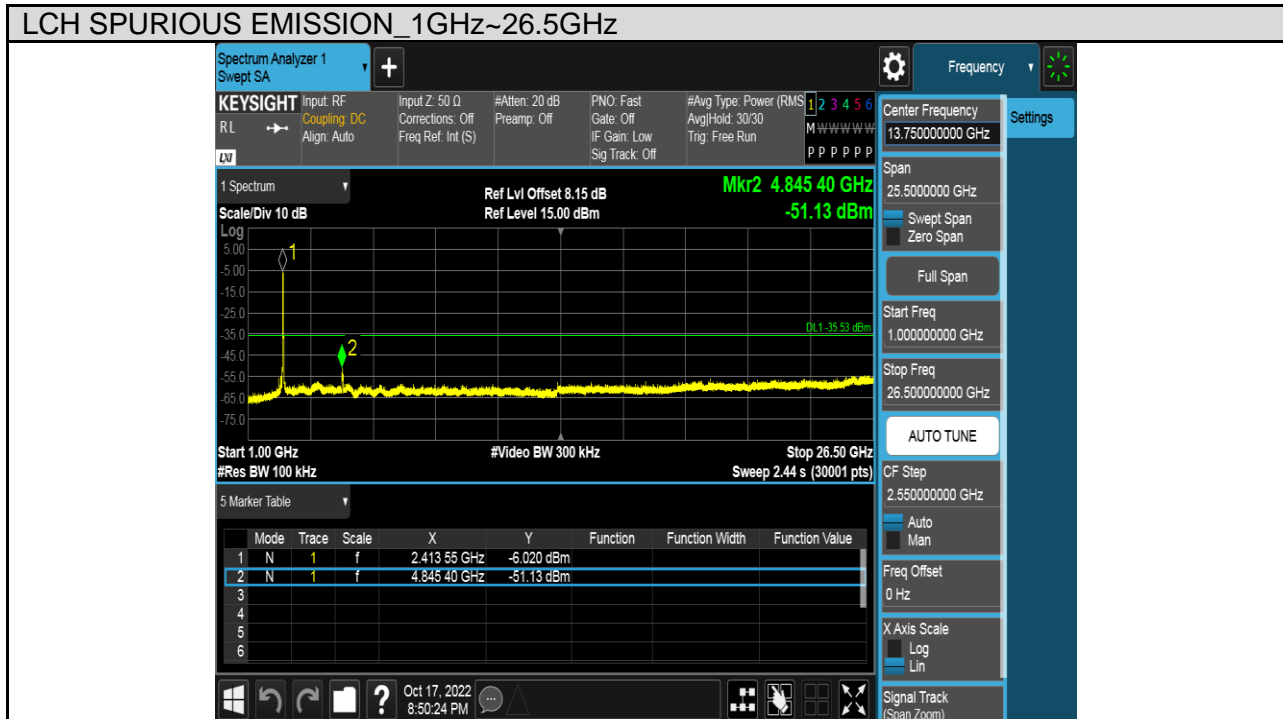 LCH SPURIOUS EMISSION_1GHz~26.5GHz
Spectrum Analyzer 1
Swept SA
+
Frequency
KEYSIGHT
RL
LXI
Input: RF
Coupling: DC
Align: Auto
Input Z: 50 Ω
Corrections: Off
Freq Ref: Int (S)
#Atten: 20 dB
Preamp: Off
PNO: Fast
Gate: Off
IF Gain: Low
Sig Track: Off
#Avg Type: Power (RMS
Avg|Hold: 30/30
Trig: Free Run
1 2 3 4 5 6
M W W W W W
P P P P P P
1 Spectrum
Scale/Div 10 dB
Ref Lvl Offset 8.15 dB
Ref Level 15.00 dBm
Mkr2 4.845 40 GHz
-51.13 dBm
Log
5.00
-5.00
-15.0
-25.0
-35.0
-45.0
-55.0
-65.0
-75.0
1
2
DL1 -35.53 dBm
Start 1.00 GHz
#Video BW 300 kHz
Stop 26.50 GHz
#Res BW 100 kHz
Sweep 2.44 s (30001 pts)
5 Marker Table
Mode Trace Scale X Y Function Function Width Function Value
1 N 1 f 2.413 55 GHz -6.020 dBm
2 N 1 f 4.845 40 GHz -51.13 dBm
3
4
5
6
Oct 17, 2022
8:50:24 PM
?
Center Frequency
13.75000000 GHz
Settings
Span
25.5000000 GHz
Swept Span
Zero Span
Full Span
Start Freq
1.000000000 GHz
Stop Freq
26.500000000 GHz
AUTO TUNE
CF Step
2.550000000 GHz
Auto
Man
Freq Offset
0 Hz
X Axis Scale
Log
Lin
Signal Track
(Span Zoom)